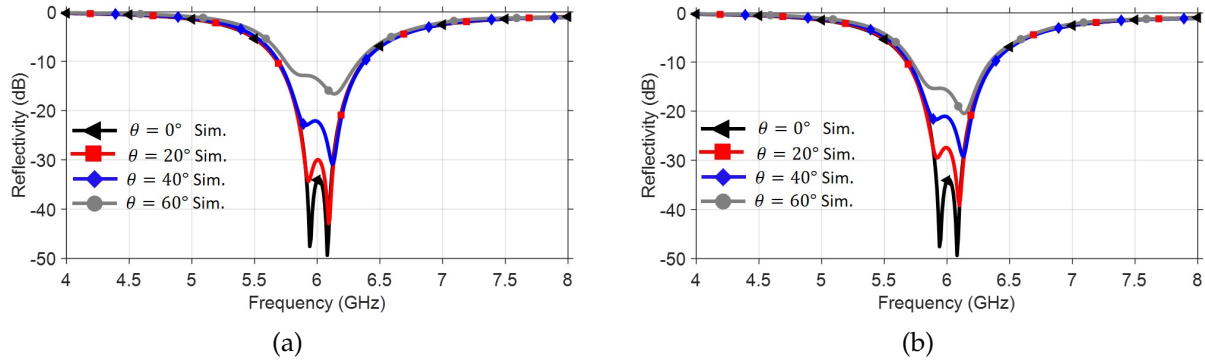 0
-10
-20
-30
-40
-50
Reflectivity (dB)
θ = 0° Sim.
θ = 20° Sim.
θ = 40° Sim.
θ = 60° Sim.
4 4.5 5 5.5 6 6.5 7 7.5 8
Frequency (GHz)
(a)
0
-10
-20
-30
-40
-50
Reflectivity (dB)
θ = 0° Sim.
θ = 20° Sim.
θ = 40° Sim.
θ = 60° Sim.
4 4.5 5 5.5 6 6.5 7 7.5 8
Frequency (GHz)
(b)